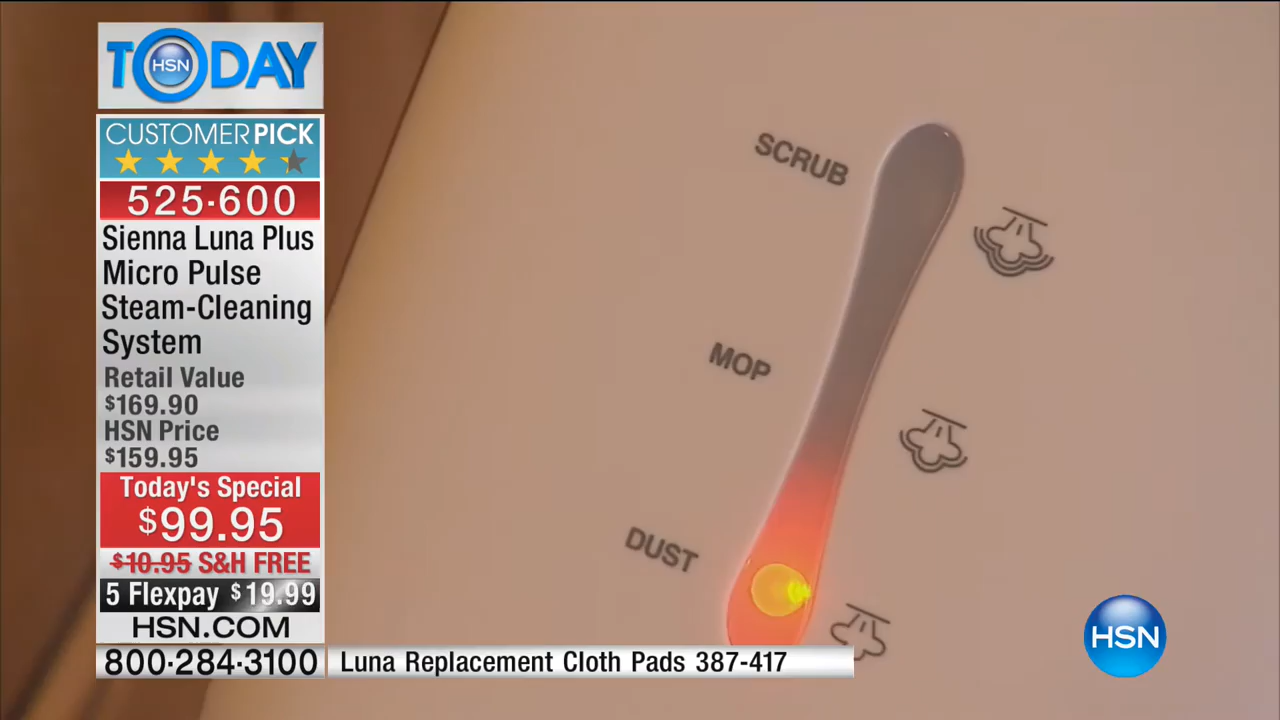 TODAY
HSN
CUSTOMER PICK
525-600
Sienna Luna Plus
Micro Pulse
Steam-Cleaning
System
Retail Value
$169.90
HSN Price
$159.95
Today's Special
$99.95
$10.95 S&H FREE
5 Flexpay $19.99
HSN.COM
800-284-3100
Luna Replacement Cloth Pads 387-417
SCRUB
MOP
DUST
HSN